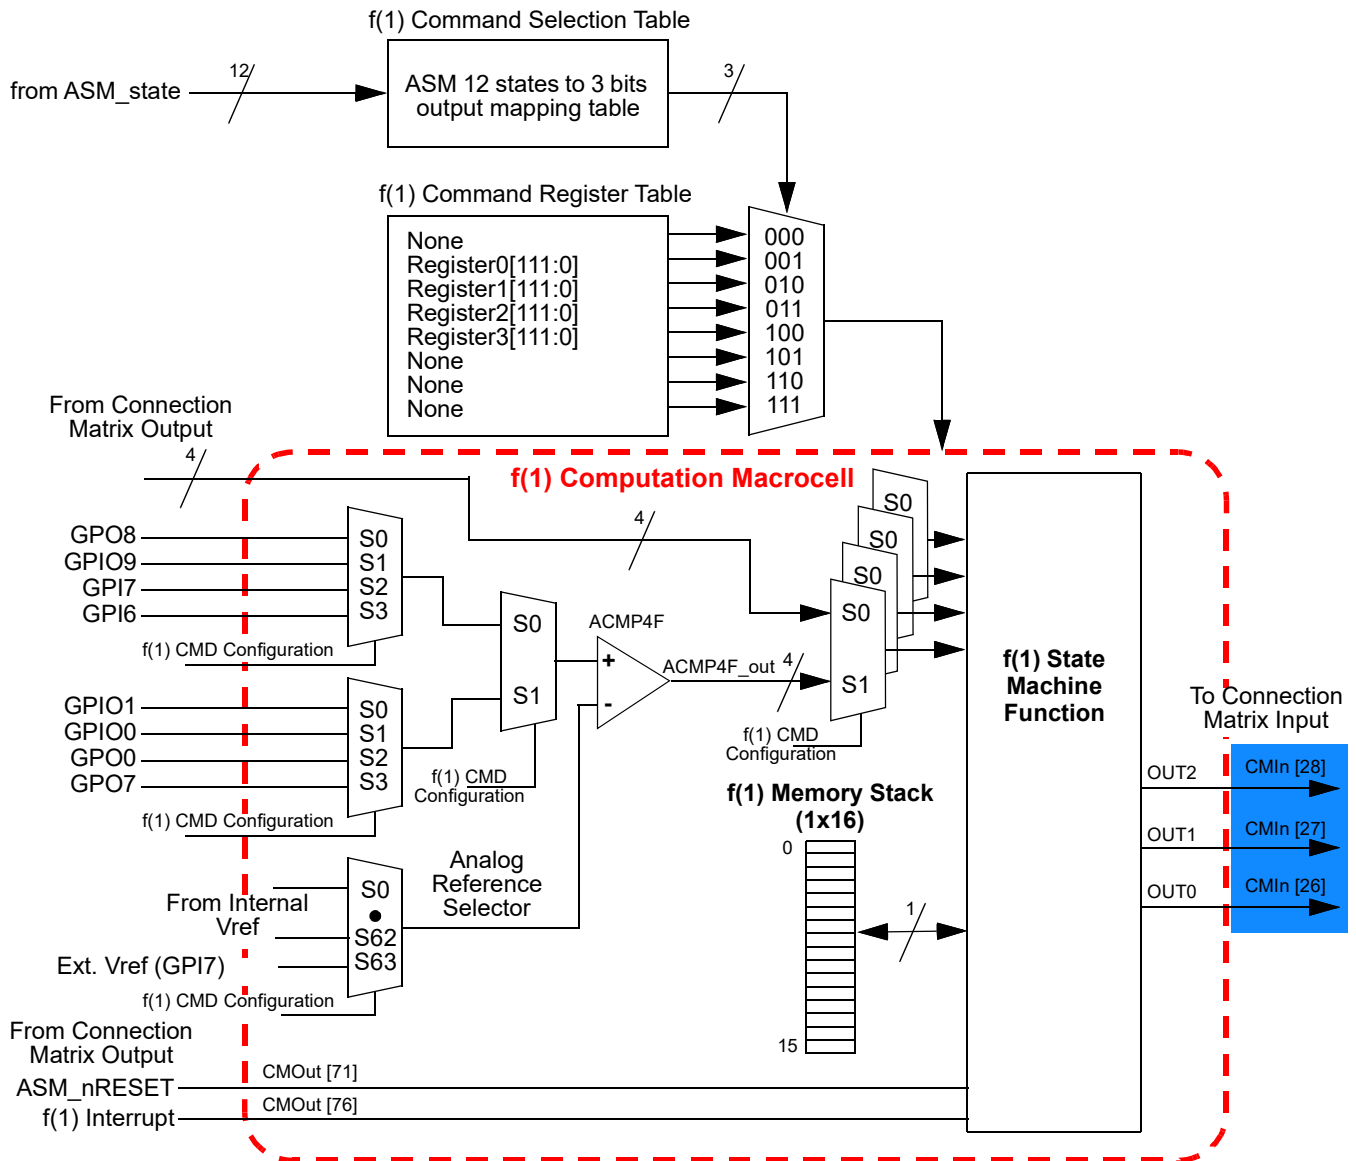 f(1) Command Selection Table
from ASM_state
12
ASM 12 states to 3 bits
output mapping table
3
f(1) Command Register Table
None
Register0[111:0]
Register1[111:0]
Register2[111:0]
Register3[111:0]
None
None
None
000
001
010
011
100
101
110
111
From Connection
Matrix Output
4
f(1) Computation Macrocell
4
GPO8
GPIO9
GPI7
GPI6
S0
S1
S2
S3
f(1) CMD Configuration
GPIO1
GPIO0
GPO0
GPO7
S0
S1
S2
S3
f(1) CMD Configuration
S0
S1
f(1) CMD
Configuration
ACMP4F
+
-
ACMP4F_out
4
S0
S0
S0
S0
S1
f(1) CMD
Configuration
f(1) State
Machine
Function
To Connection
Matrix Input
OUT2
CMIn [28]
OUT1
CMIn [27]
OUT0
CMIn [26]
f(1) Memory Stack
(1x16)
0
15
1
Analog
Reference
Selector
From Internal
Vref
Ext. Vref (GPI7)
S0
S62
S63
f(1) CMD Configuration
From Connection
Matrix Output
ASM_nRESET
CMOut [71]
f(1) Interrupt
CMOut [76]